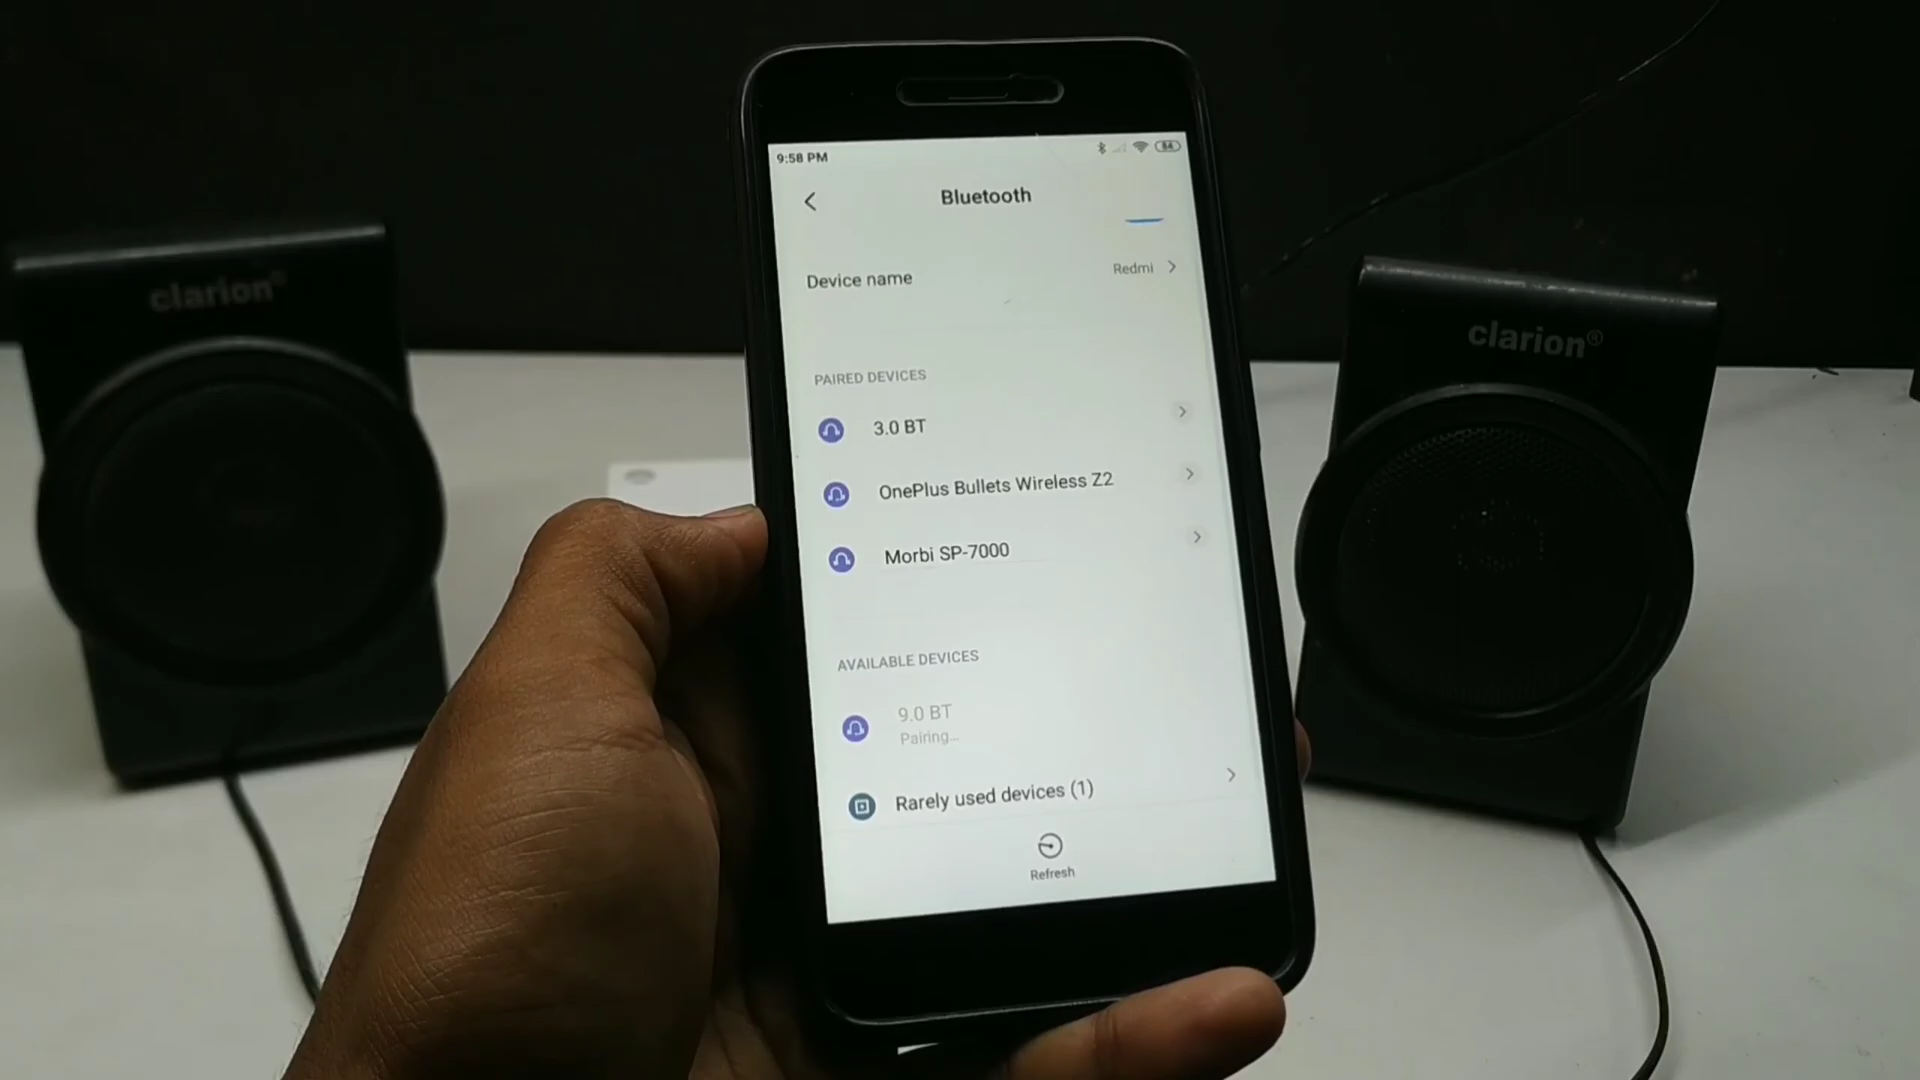 clarion®
clarion®
9:58 PM
84
Bluetooth
Device name
Redmi
PAIRED DEVICES
3.0 BT
OnePlus Bullets Wireless Z2
Morbi SP-7000
AVAILABLE DEVICES
9.0 BT
Pairing...
Rarely used devices (1)
Refresh